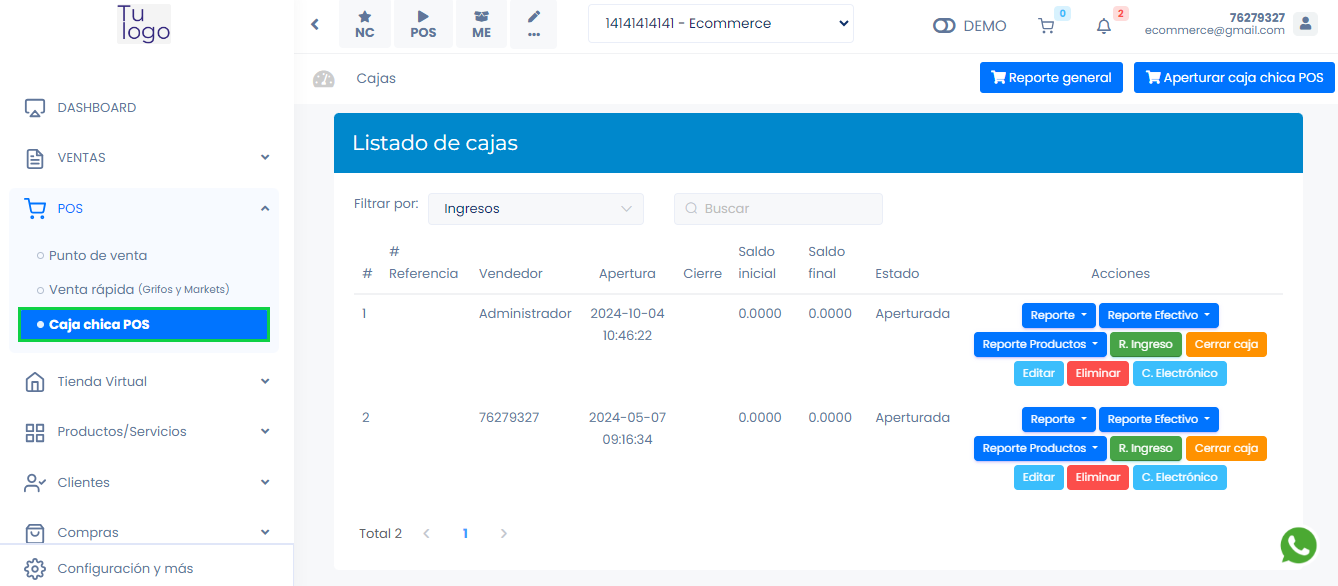 Tu
logo
NC
POS
ME
...
14141414141 - Ecommerce
DEMO
0
2
76279327
ecommerce@gmail.com
Cajas
Reporte general
Aperturar caja chica POS
DASHBOARD
VENTAS
POS
Punto de venta
Venta rápida (Grifos y Markets)
Caja chica POS
Tienda Virtual
Productos/Servicios
Clientes
Compras
Configuración y más
Listado de cajas
Filtrar por: Ingresos
Buscar
# # Referencia Vendedor Apertura Cierre Saldo inicial Saldo final Estado Acciones
1 Administrador 2024-10-04 10:46:22 0.0000 0.0000 Aperturada
Reporte Reporte Efectivo
Reporte Productos R. Ingreso Cerrar caja
Editar Eliminar C. Electrónico
2 76279327 2024-05-07 09:16:34 0.0000 0.0000 Aperturada
Reporte Reporte Efectivo
Reporte Productos R. Ingreso Cerrar caja
Editar Eliminar C. Electrónico
Total 2 < 1 >